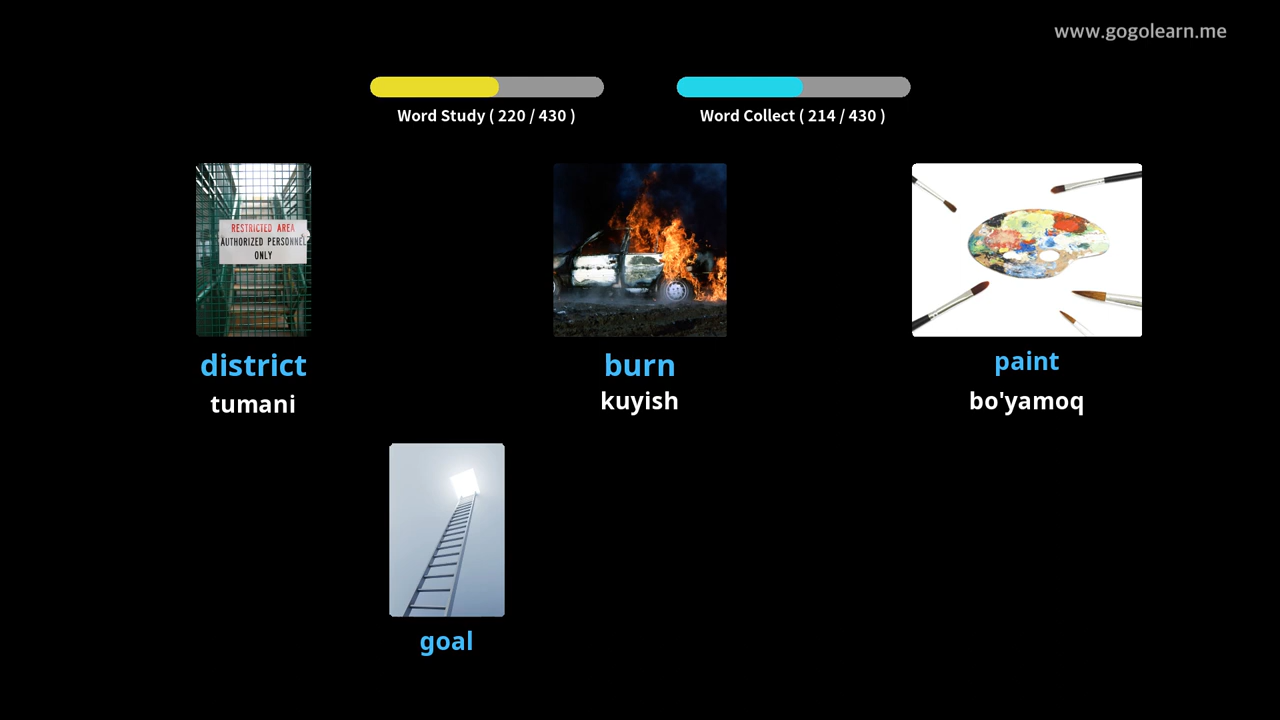 www.gogolearn.me
Word Study ( 220 / 430 )
Word Collect ( 214 / 430 )
RESTRICTED AREA
AUTHORIZED PERSONNEL
ONLY
district
tumani
burn
kuyish
paint
bo'yamoq
goal